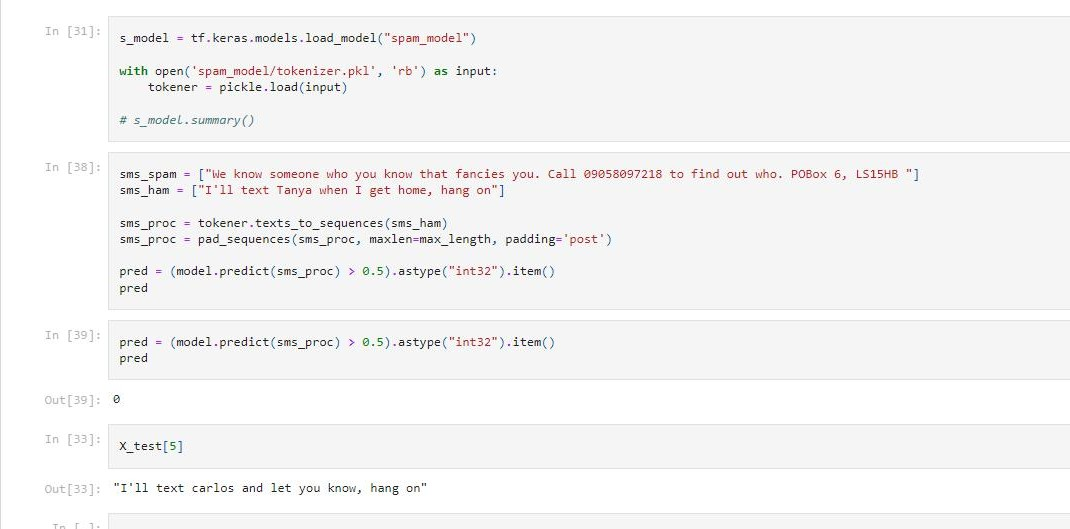 In [31]:
s_model = tf.keras.models.load_model("spam_model")
with open('spam_model/tokenizer.pkl', 'rb') as input:
    tokener = pickle.load(input)
# s_model.summary()
In [38]:
sms_spam = ["We know someone who you know that fancies you. Call 09058097218 to find out who. POBox 6, LS15HB "]
sms_ham = ["I'll text Tanya when I get home, hang on"]
sms_proc = tokener.texts_to_sequences(sms_ham)
sms_proc = pad_sequences(sms_proc, maxlen=max_length, padding='post')
pred = (model.predict(sms_proc) > 0.5).astype("int32").item()
pred
In [39]:
pred = (model.predict(sms_proc) > 0.5).astype("int32").item()
pred
Out[39]: 0
In [33]:
X_test[5]
Out[33]: "I'll text carlos and let you know, hang on"
In [ ]: